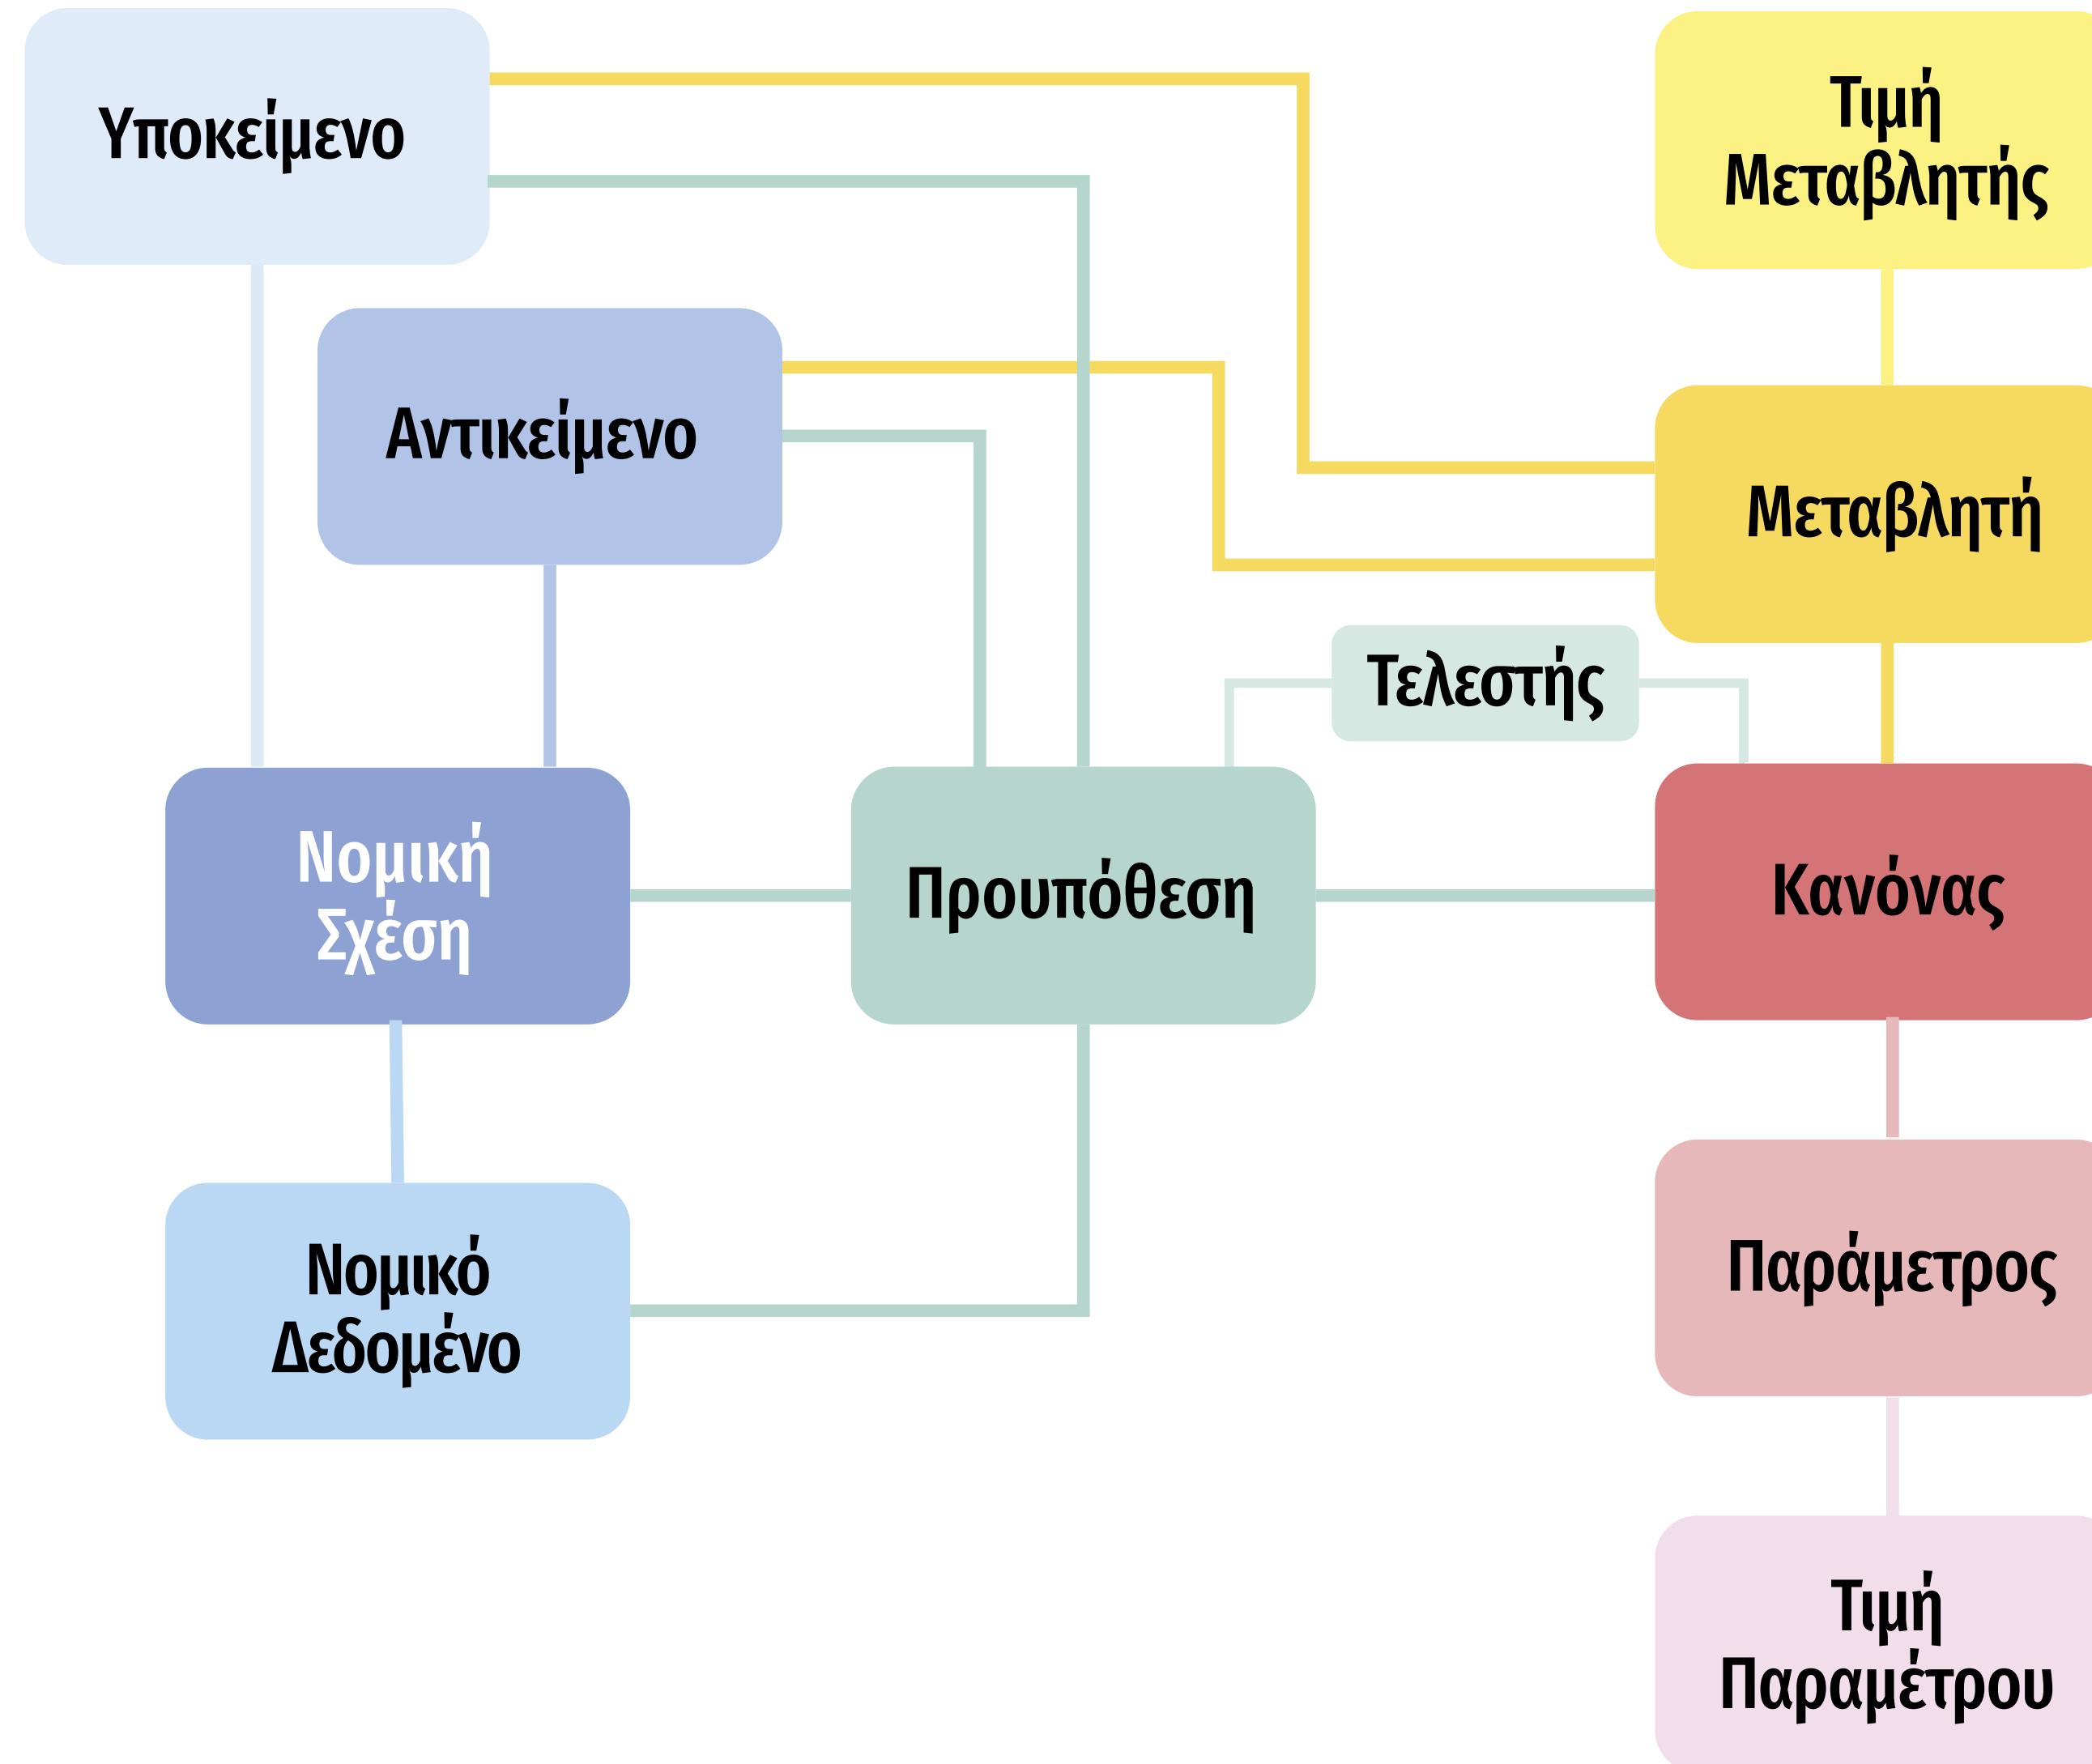 Υποκείμενο
Τιμή
Μεταβλητής
Αντικείμενο
Μεταβλητή
Τελεστής
Νομική
Σχέση
Προυπόθεση
Κανόνας
Νομικό
Δεδομένο
Παράμετρος
Τιμή
Παραμέτρου